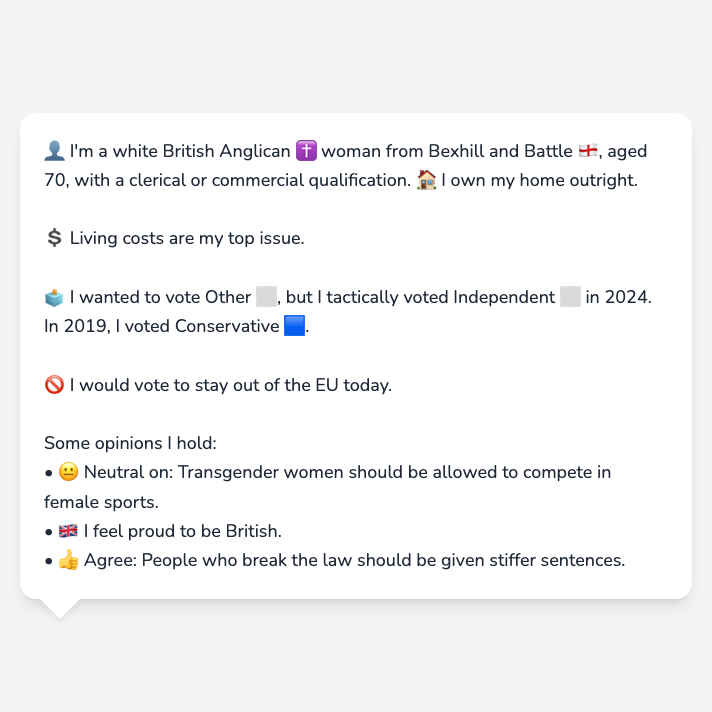 👤 I'm a white British Anglican ✝️ woman from Bexhill and Battle 🏴󠁧󠁢󠁥󠁮󠁧󠁿, aged
70, with a clerical or commercial qualification. 🏠 I own my home outright.
💲 Living costs are my top issue.
🗳️ I wanted to vote Other ⬜, but I tactically voted Independent ⬜ in 2024.
In 2019, I voted Conservative 🟦.
🚫 I would vote to stay out of the EU today.
Some opinions I hold:
• 😐 Neutral on: Transgender women should be allowed to compete in
female sports.
• 🇬🇧 I feel proud to be British.
• 👍 Agree: People who break the law should be given stiffer sentences.